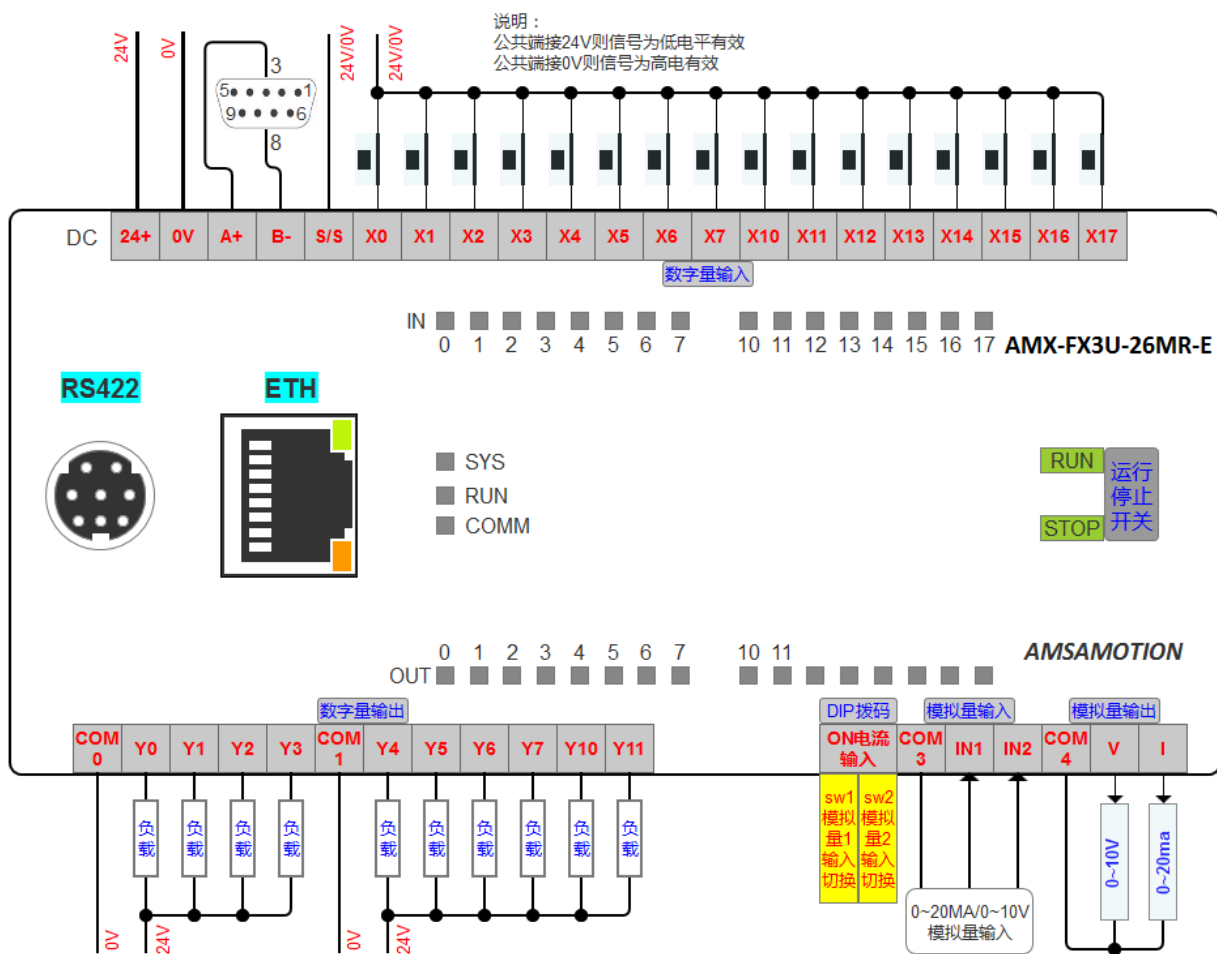 说明：
公共端接24V则信号为低电平有效
公共端接0V则信号为高电有效
24V
0V
24V/0V
24V/0V
3
5 1
9 6
8
DC 24+ 0V A+ B- S/S X0 X1 X2 X3 X4 X5 X6 X7 X10 X11 X12 X13 X14 X15 X16 X17
数字量输入
IN
0 1 2 3 4 5 6 7 10 11 12 13 14 15 16 17
AMX-FX3U-26MR-E
RS422
ETH
SYS
RUN
COMM
RUN
STOP
运行
停止
开关
0 1 2 3 4 5 6 7 10 11
OUT
AMSAMOTION
数字量输出
DIP拨码
模拟量输入
模拟量输出
COM
0
Y0 Y1 Y2 Y3
COM
1
Y4 Y5 Y6 Y7 Y10 Y11
ON电流
输入
COM
3
IN1 IN2
COM
4
V I
负载
负载
负载
负载
负载
负载
负载
负载
负载
负载
sw1
模拟
量1
输入
切换
sw2
模拟
量2
输入
切换
0~20MA/0~10V
模拟量输入
0~10V
0~20ma
0V
24V
0V
24V